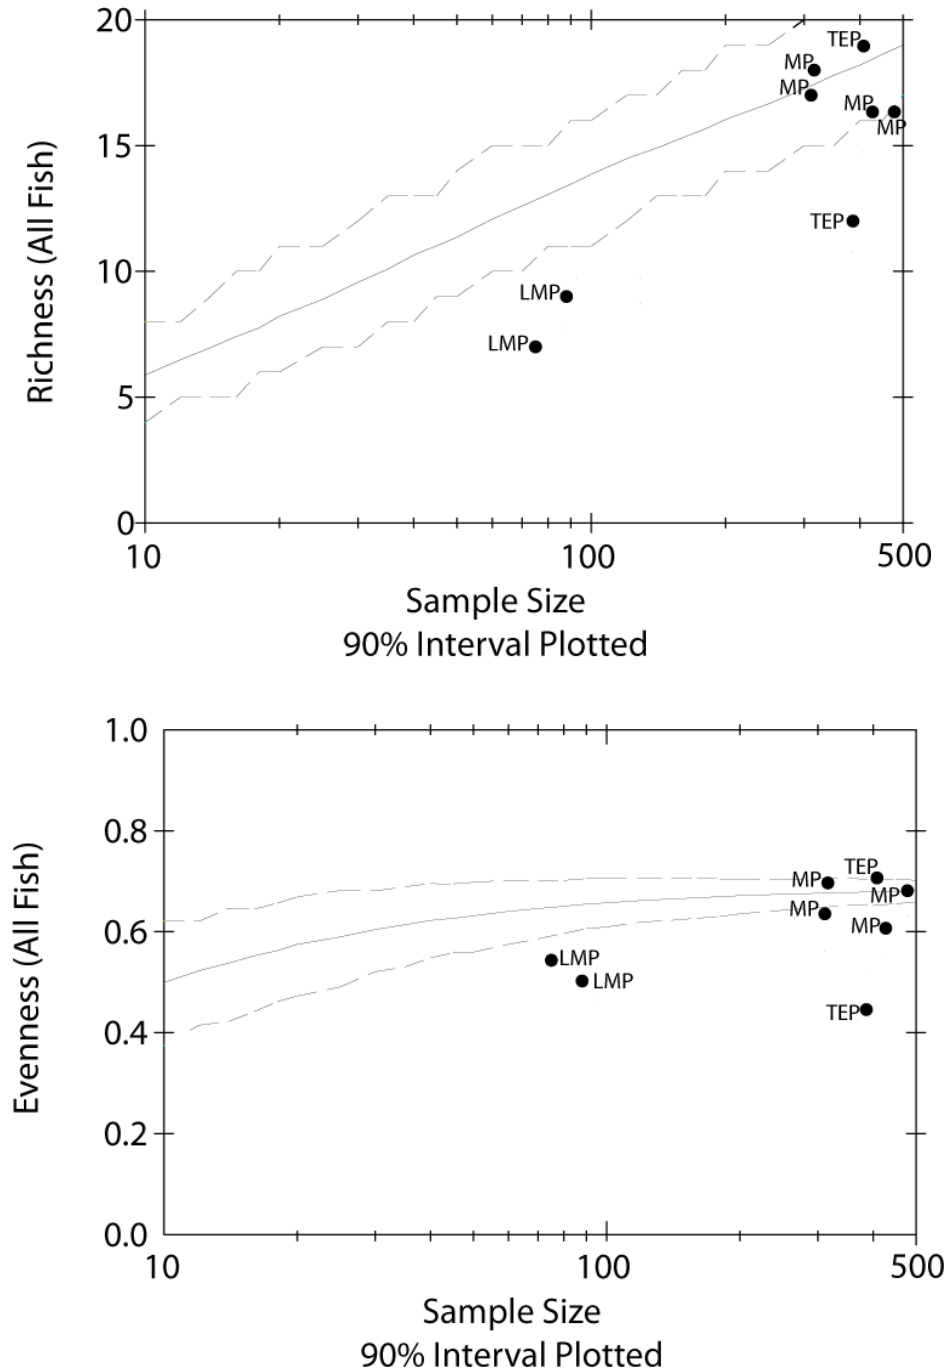 20
TEP
MP
MP
MP
MP
15
TEP
10
LMP
LMP
5
0
10 100 500
Richness (All Fish)
Sample Size
90% Interval Plotted
1.0
0.8
TEP
MP
MP
MP
0.6
MP
LMP
LMP
TEP
0.4
0.2
0.0
10 100 500
Evenness (All Fish)
Sample Size
90% Interval Plotted